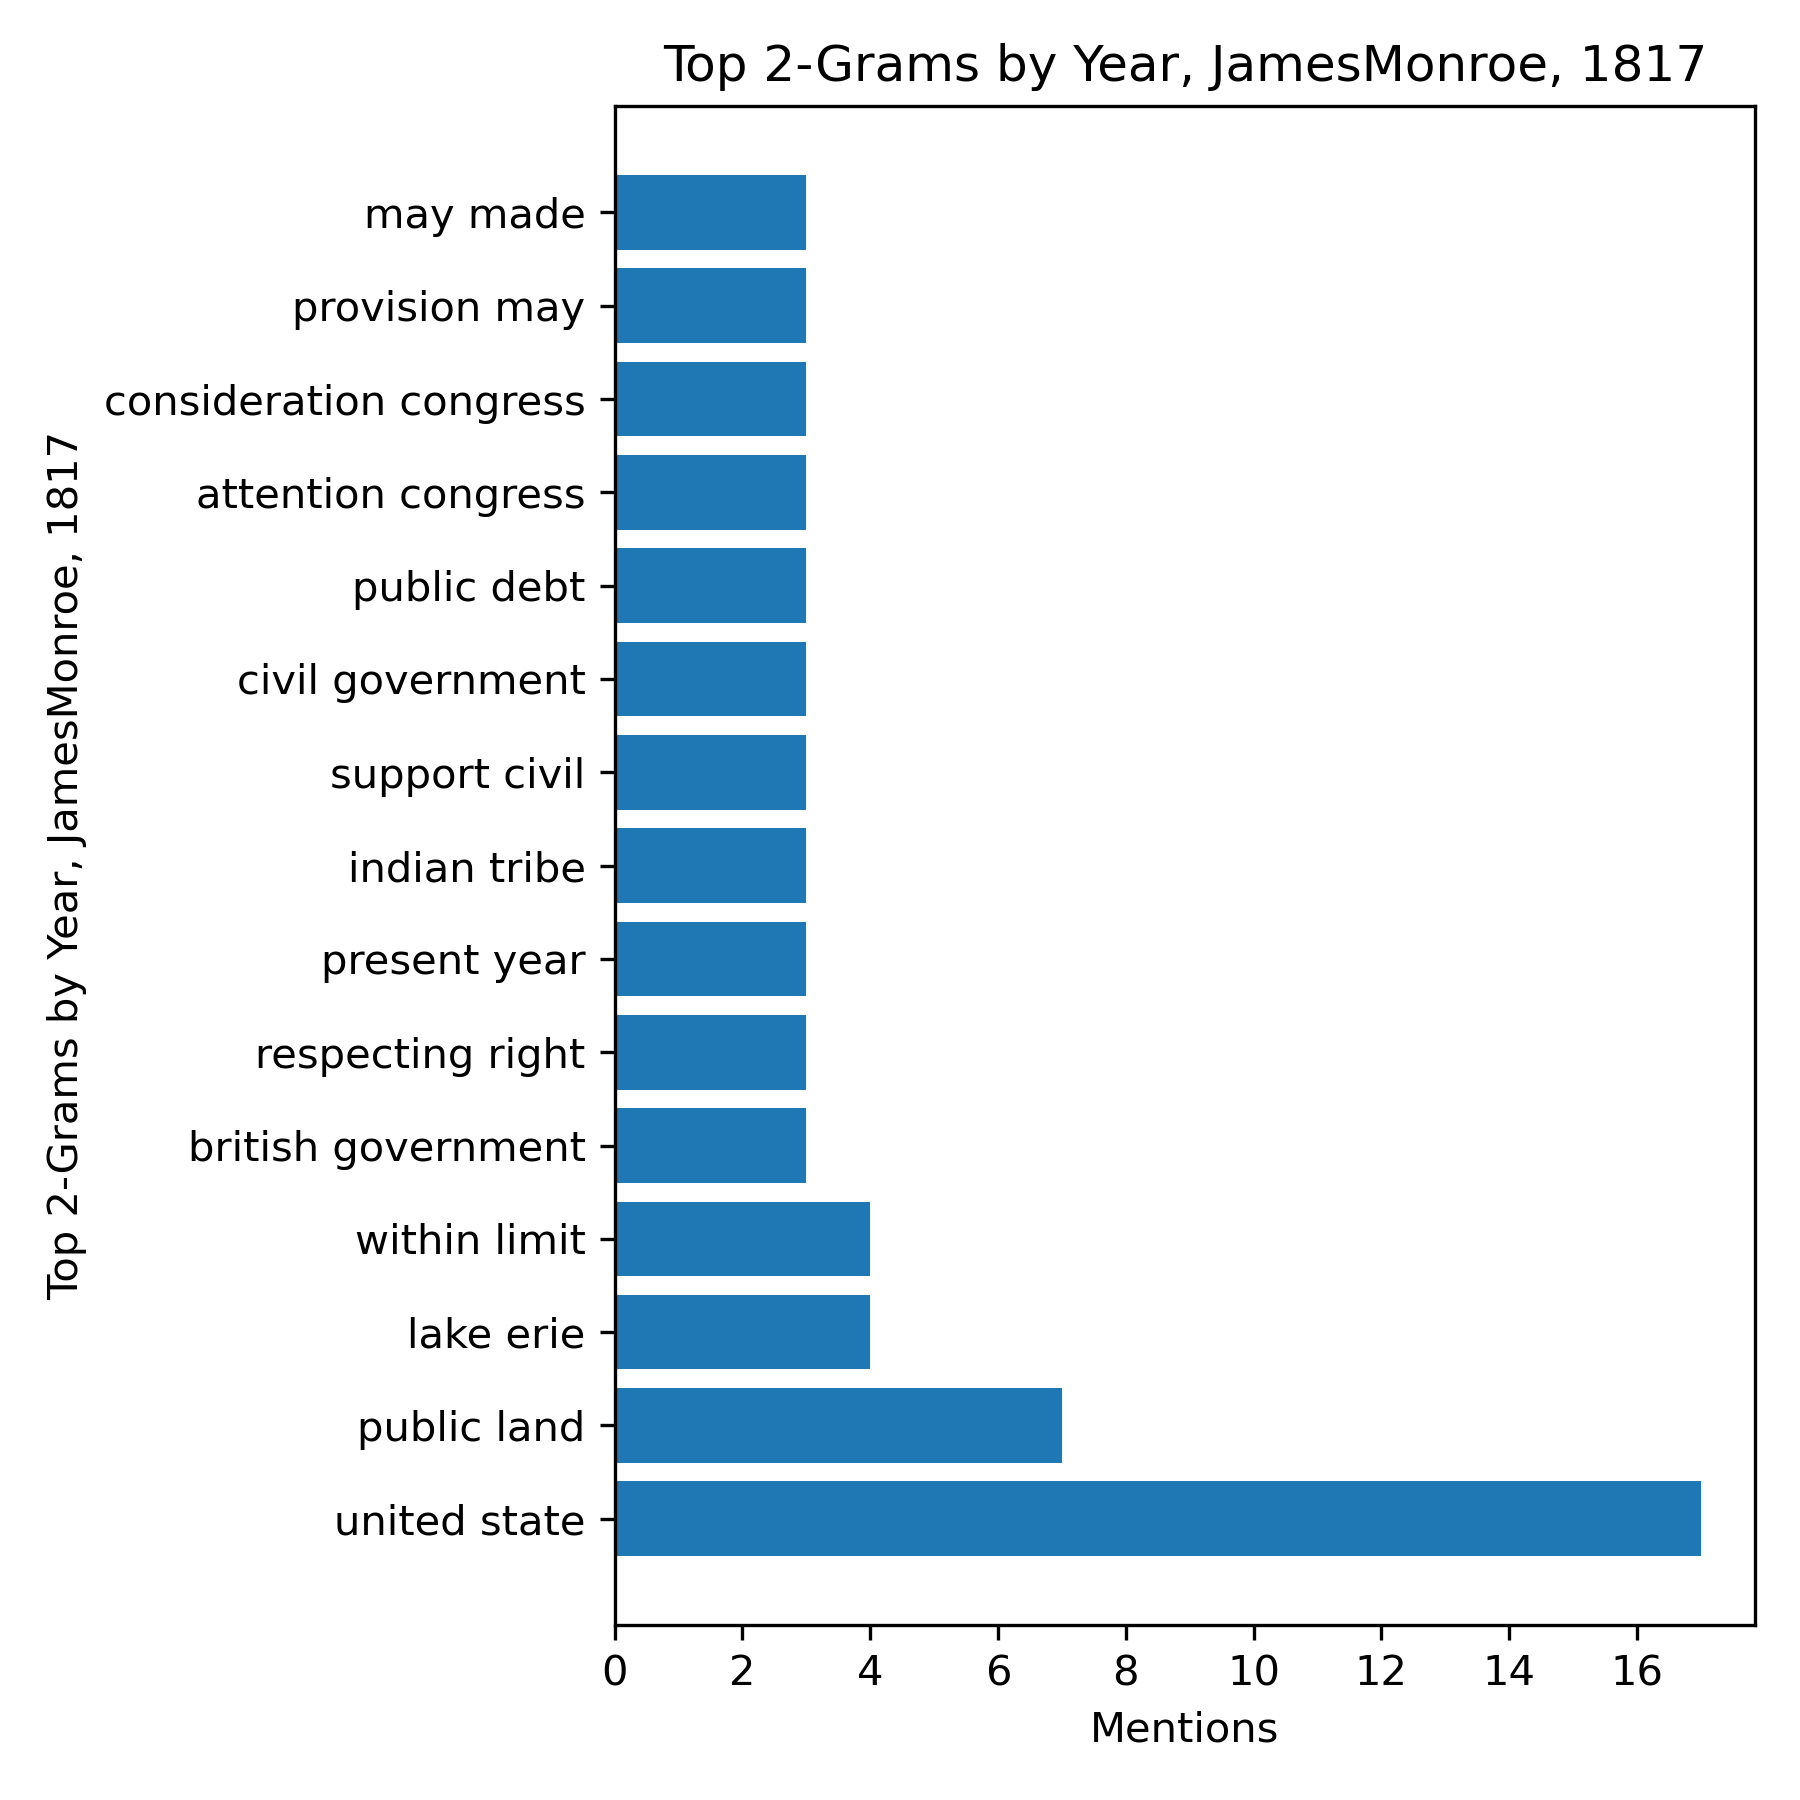 Top 2-Grams by Year, JamesMonroe, 1817
Top 2-Grams by Year, JamesMonroe, 1817
may made
provision may
consideration congress
attention congress
public debt
civil government
support civil
indian tribe
present year
respecting right
british government
within limit
lake erie
public land
united state
0 2 4 6 8 10 12 14 16
Mentions